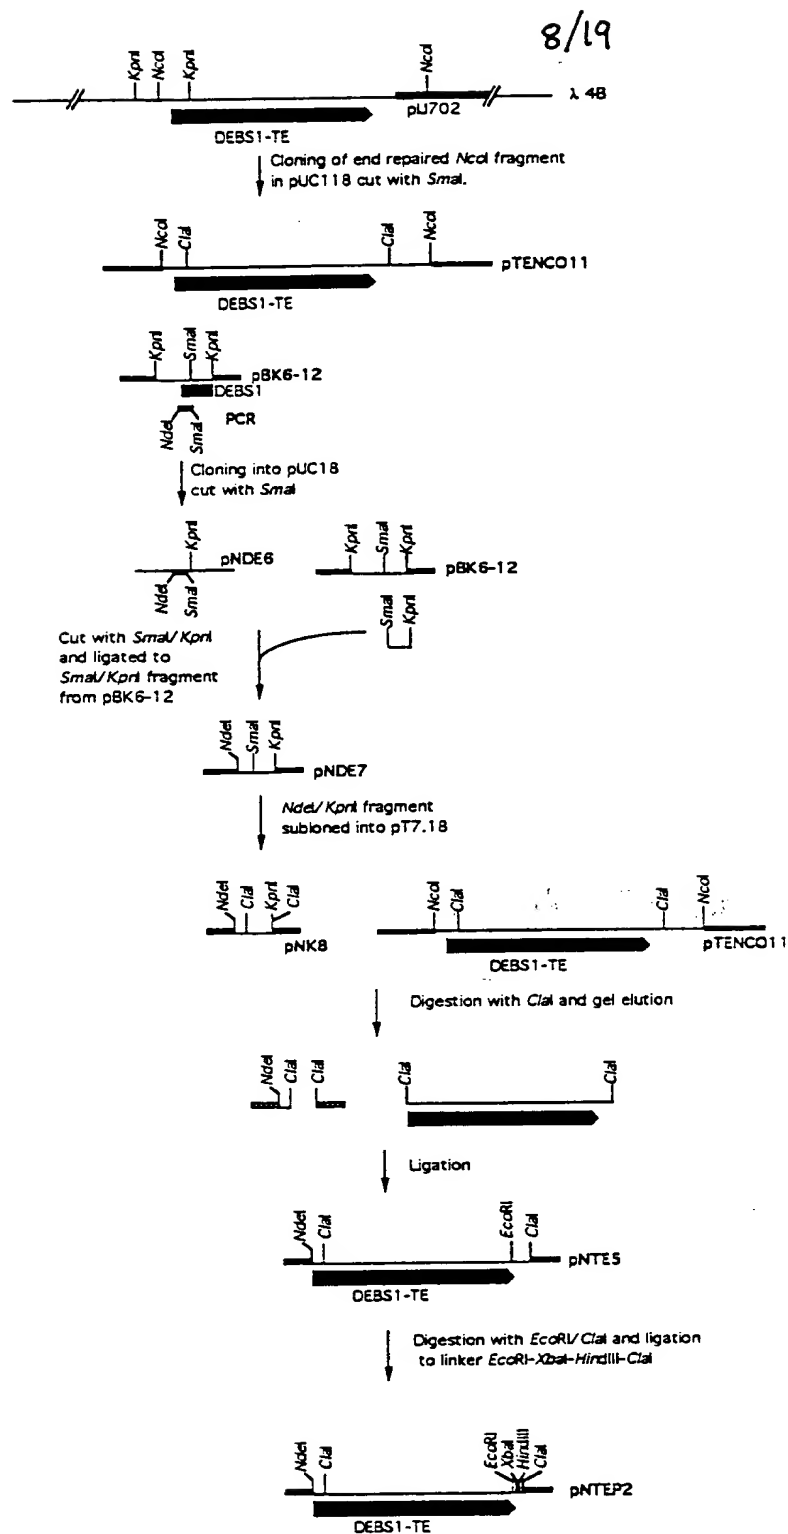 8/19
KpnI NcoI KpnI NcoI
λ 4B
pIJ702
DEBS1-TE
Cloning of end repaired NcoI fragment
in pUC118 cut with SmaI.
NcoI ClaI ClaI NcoI
pTENCO11
DEBS1-TE
KpnI SmaI KpnI
pBK6-12
DEBS1
PCR
NdeI SmaI
Cloning into pUC18
cut with SmaI
KpnI
pNDE6
NdeI SmaI
KpnI SmaI KpnI
pBK6-12
SmaI KpnI
Cut with SmaI/KpnI
and ligated to
SmaI/KpnI fragment
from pBK6-12
NdeI SmaI KpnI
pNDE7
NdeI/KpnI fragment
subloned into pT7.18
NdeI ClaI KpnI ClaI
pNK8
NcoI ClaI ClaI NcoI
pTENCO11
DEBS1-TE
Digestion with ClaI and gel elution
NdeI ClaI ClaI
ClaI ClaI
Ligation
NdeI ClaI EcoRI ClaI
pNTE5
DEBS1-TE
Digestion with EcoRI/ClaI and ligation
to linker EcoRI-XbaI-HindIII-ClaI
NdeI ClaI EcoRI XbaI HindIII ClaI
pNTEP2
DEBS1-TE